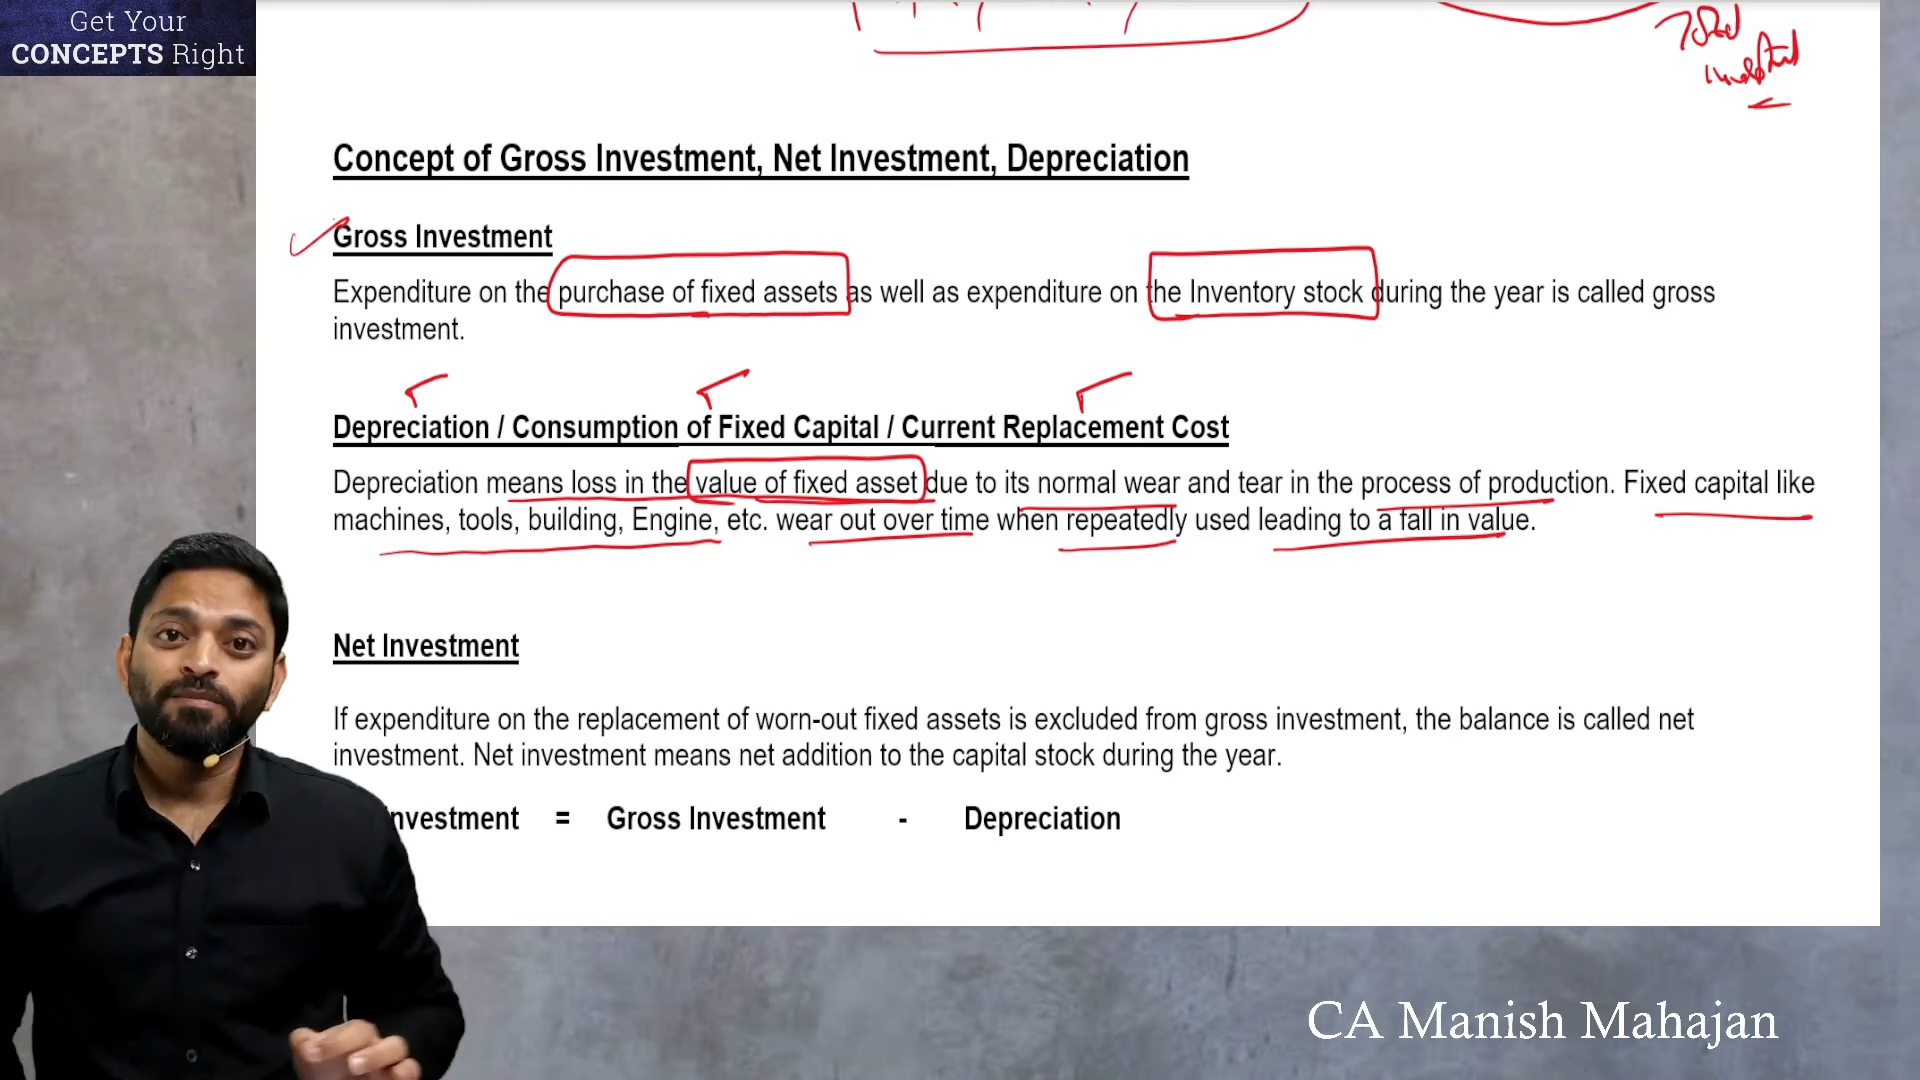 Get Your
CONCEPTS Right
Total
Concept of Gross Investment, Net Investment, Depreciation
Gross Investment
Expenditure on the purchase of fixed assets as well as expenditure on the Inventory stock during the year is called gross
investment.
Depreciation / Consumption of Fixed Capital / Current Replacement Cost
Depreciation means loss in the value of fixed asset due to its normal wear and tear in the process of production. Fixed capital like
machines, tools, building, Engine, etc. wear out over time when repeatedly used leading to a fall in value.
Net Investment
If expenditure on the replacement of worn-out fixed assets is excluded from gross investment, the balance is called net
investment. Net investment means net addition to the capital stock during the year.
nvestment = Gross Investment - Depreciation
CA Manish Mahajan